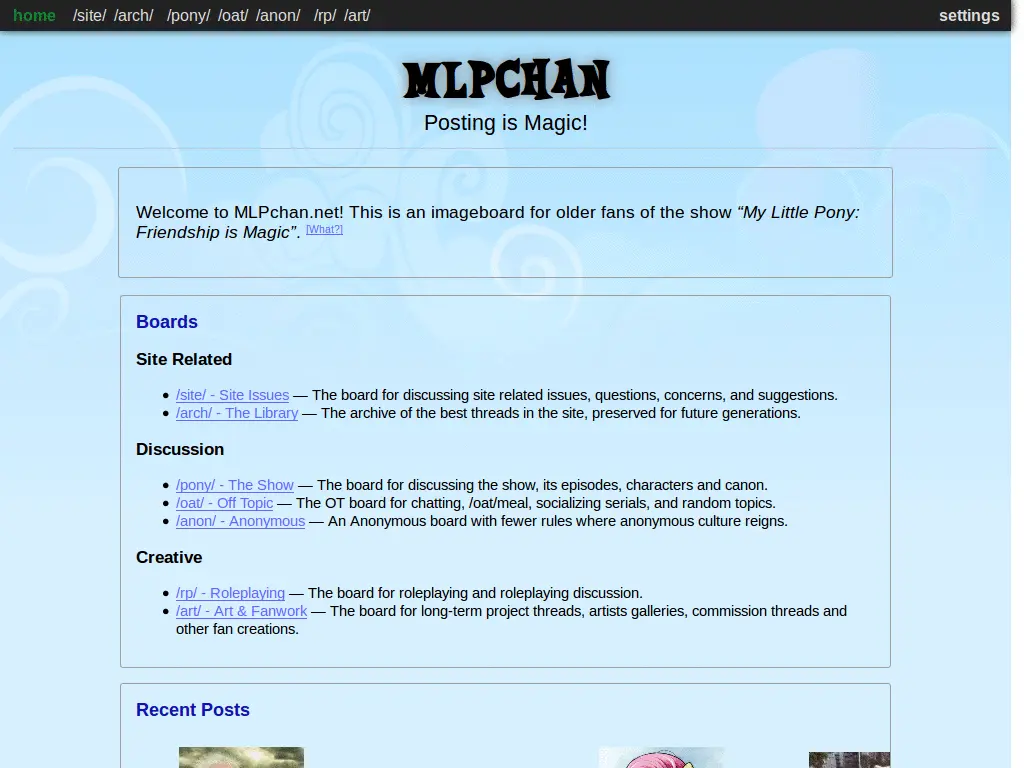 home /site/ /arch/ /pony/ /oat/ /anon/ /rp/ /art/ settings
MLPCHAN
Posting is Magic!
Welcome to MLPchan.net! This is an imageboard for older fans of the show “My Little Pony:
Friendship is Magic”. [What?]
Boards
Site Related
/site/ - Site Issues — The board for discussing site related issues, questions, concerns, and suggestions.
/arch/ - The Library — The archive of the best threads in the site, preserved for future generations.
Discussion
/pony/ - The Show — The board for discussing the show, its episodes, characters and canon.
/oat/ - Off Topic — The OT board for chatting, /oat/meal, socializing serials, and random topics.
/anon/ - Anonymous — An Anonymous board with fewer rules where anonymous culture reigns.
Creative
/rp/ - Roleplaying — The board for roleplaying and roleplaying discussion.
/art/ - Art & Fanwork — The board for long-term project threads, artists galleries, commission threads and
other fan creations.
Recent Posts